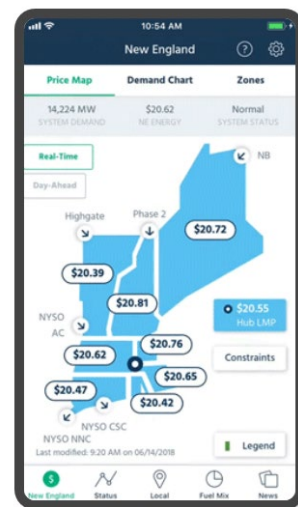 10:54 AM
New England
?
Price Map Demand Chart Zones
14,224 MW $20.62 Normal
SYSTEM DEMAND NE ENERGY SYSTEM STATUS
Real-Time
NB
Day-Ahead
Highgate Phase 2
$20.72
$20.39
$20.81
$20.55
Hub LMP
NYSO
AC
$20.76
$20.62
Constraints
$20.65
$20.47
$20.42
NYSO CSC
NYSO NNC
Legend
Last modified: 9:20 AM on 06/14/2018
$
New England Status Local Fuel Mix News